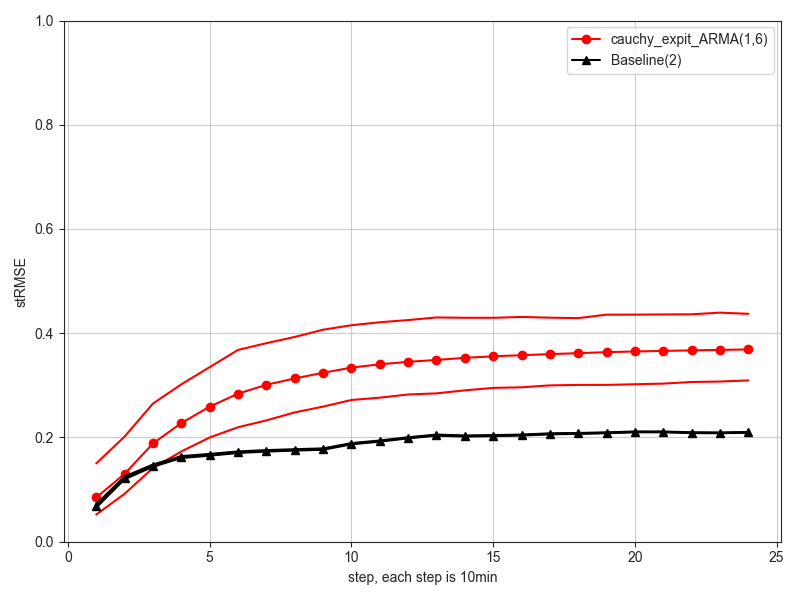 cauchy_expit_ARMA(1,6)
Baseline(2)
stRMSE
1.0
0.8
0.6
0.4
0.2
0.0
0 5 10 15 20 25
step, each step is 10min